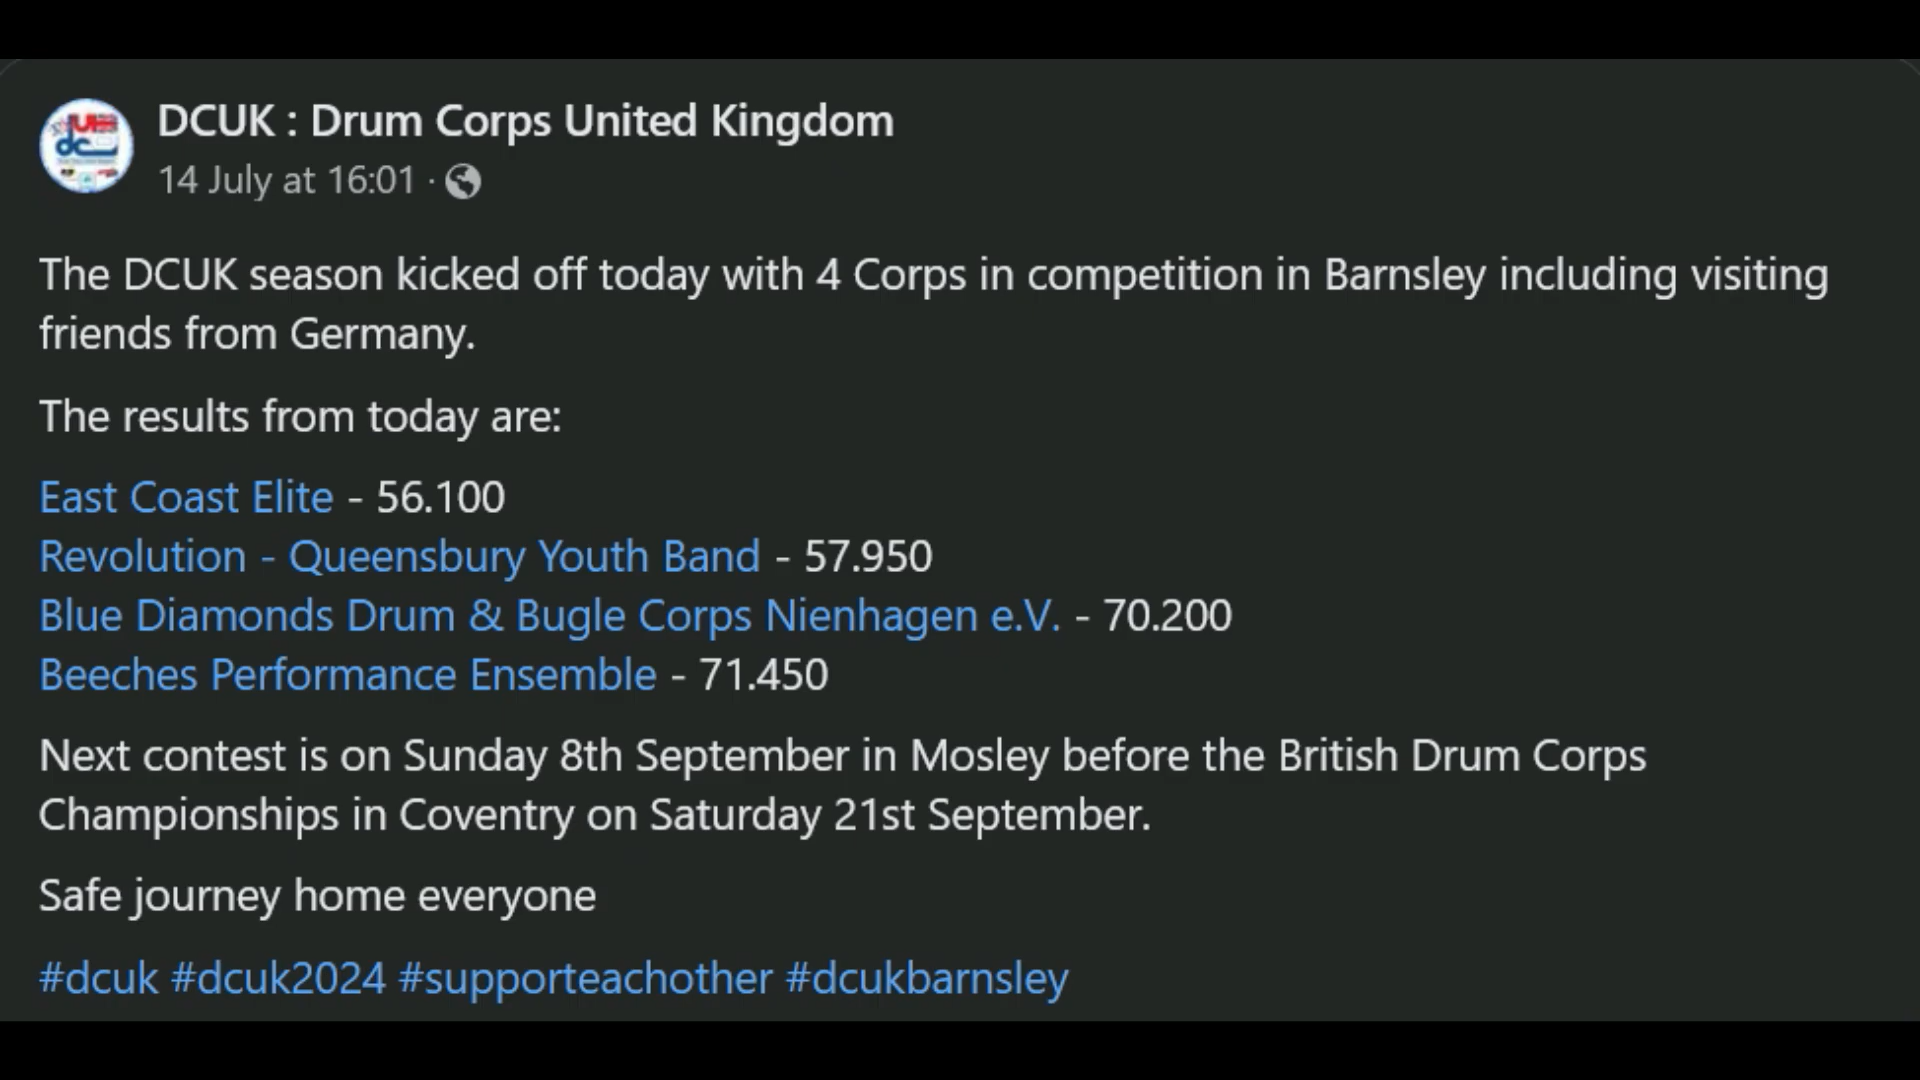 DCUK : Drum Corps United Kingdom
14 July at 16:01 ·
The DCUK season kicked off today with 4 Corps in competition in Barnsley including visiting
friends from Germany.
The results from today are:
East Coast Elite - 56.100
Revolution - Queensbury Youth Band - 57.950
Blue Diamonds Drum & Bugle Corps Nienhagen e.V. - 70.200
Beeches Performance Ensemble - 71.450
Next contest is on Sunday 8th September in Mosley before the British Drum Corps
Championships in Coventry on Saturday 21st September.
Safe journey home everyone
#dcuk #dcuk2024 #supporteachother #dcukbarnsley